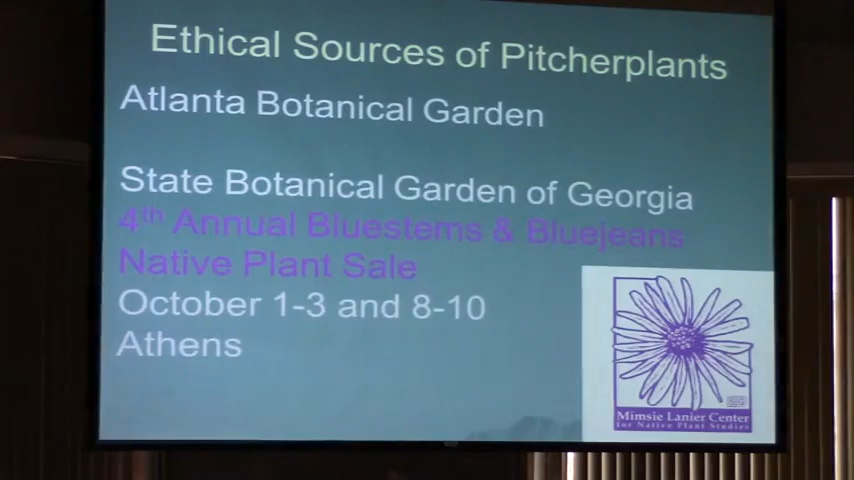 Ethical Sources of Pitcherplants
Atlanta Botanical Garden
State Botanical Garden of Georgia
4th Annual Bluestems & Bluejeans
Native Plant Sale
October 1-3 and 8-10
Athens
Mimsie Lanier Center
for Native Plant Studies